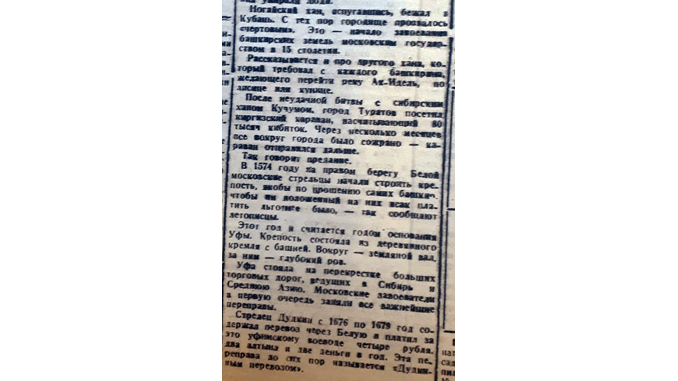 Ногайский хан, испугавшись, бежал в
Кубань. С тех пор городище прозвалось
«чертовым». Это — начало завоевания
башкирских земель московским государ-
ством в 15 столетии.
Рассказывается и про другого хана, ко-
торый требовал с каждого башкирина,
желающего перейти реку Ак-Идель, по
лисице или кунице.
После неудачной битвы с сибирским
ханом Кучумом, город Туратов посетил
киргизский караван, насчитывающий 80
тысяч кибиток. Через несколько месяцев
все вокруг города было сожрано — ка-
раван отправился дальше.
Так говорит предание.
В 1574 году на правом берегу Белой
московские стрельцы начали строить кре-
пость, якобы по прошению самих башкир,
чтобы им положенный на них ясак пла-
тить льготнее было, — так сообщают
летописцы.
Этот год и считается годом основания
Уфы. Крепость состояла из деревянного
кремля с башней. Вокруг — земляной вал,
за ним — глубокий ров.
Уфа стояла на перекрестке больших
торговых дорог, ведущих в Сибирь и
Среднюю Азию. Московские завоеватели
в первую очередь заняли все важнейшие
переправы.
Стрелец Дудкин с 1676 по 1679 год со-
держал перевоз через Белую и платил за
это уфимскому воеводе четыре рубля,
два алтына и две деньги в год. Эта пе-
реправа до сих пор называется «Дудки-
ным перевозом».